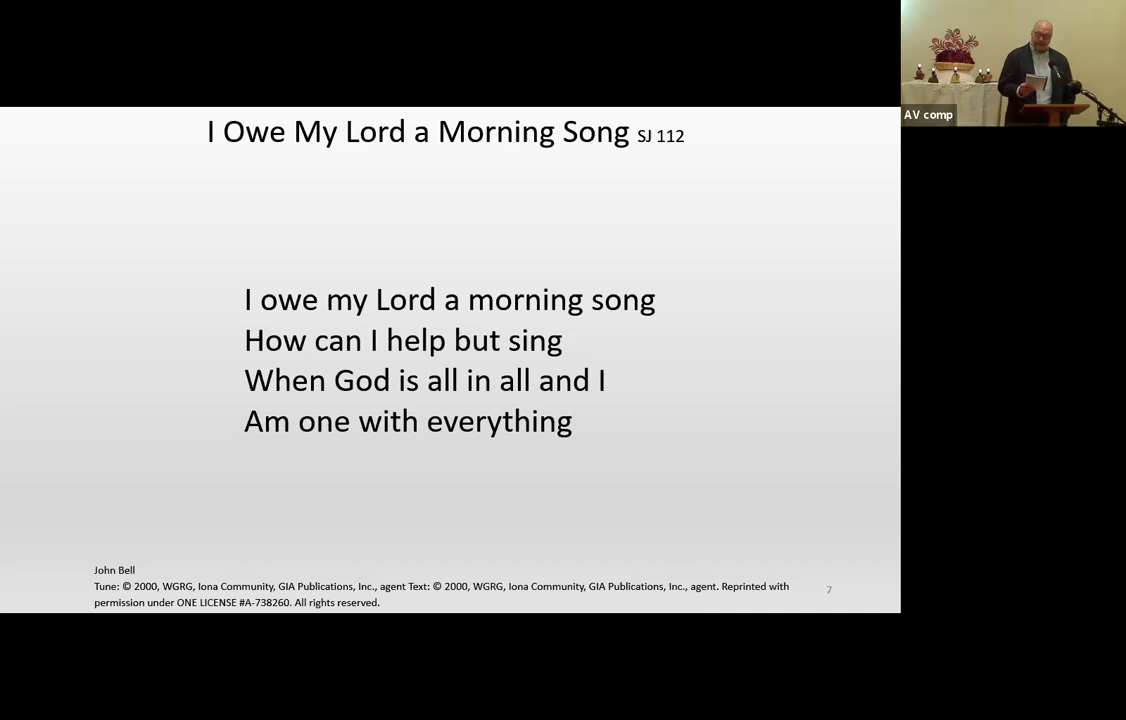 I Owe My Lord a Morning Song SJ 112
I owe my Lord a morning song
How can I help but sing
When God is all in all and I
Am one with everything
John Bell
Tune: © 2000, WGRG, Iona Community, GIA Publications, Inc., agent Text: © 2000, WGRG, Iona Community, GIA Publications, Inc., agent. Reprinted with
permission under ONE LICENSE #A-738260. All rights reserved.
7
AV comp